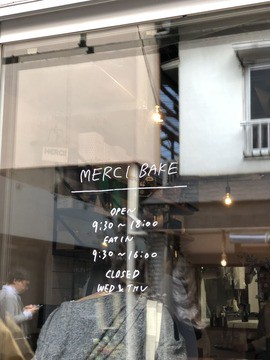 MERCI BAKE
OPEN
9:30~18:00
EAT IN
9:30~16:00
CLOSED
WED & THU